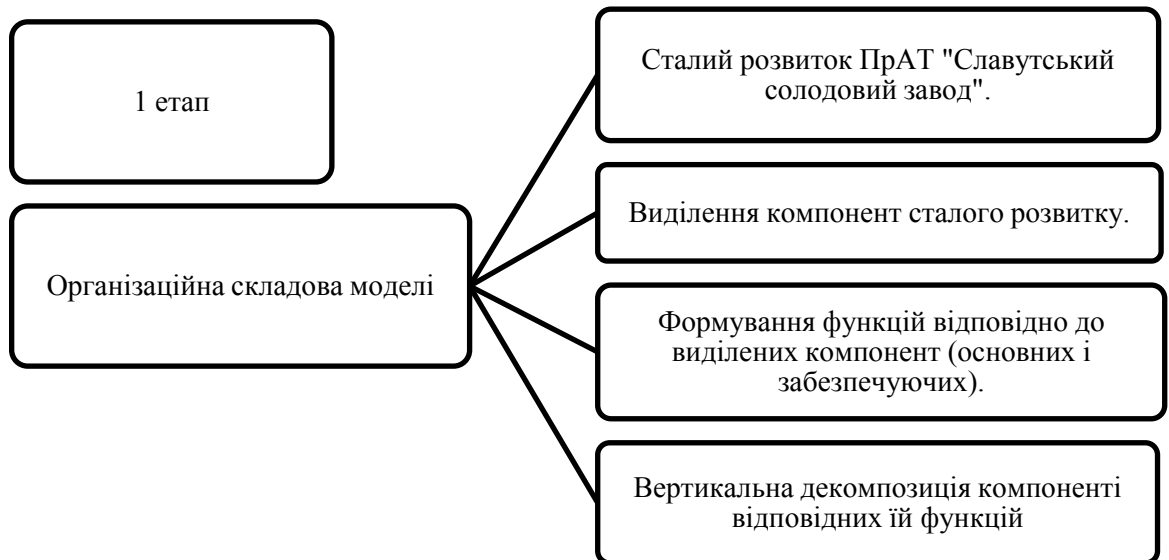 1 етап
Організаційна складова моделі
Сталий розвиток ПрАТ "Славутський
солодовий завод".
Виділення компонент сталого розвитку.
Формування функцій відповідно до
виділених компонент (основних і
забезпечуючих).
Вертикальна декомпозиція компоненті
відповідних їй функцій